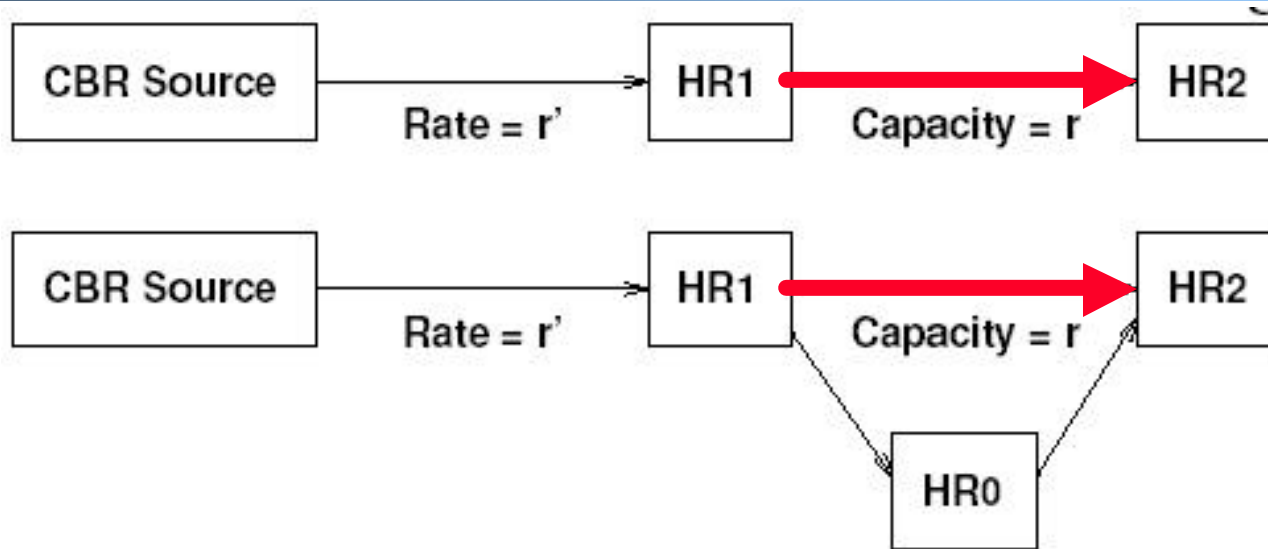 CBR Source
HR1
HR2
Rate = r'
Capacity = r
CBR Source
HR1
HR2
Rate = r'
Capacity = r
HR0